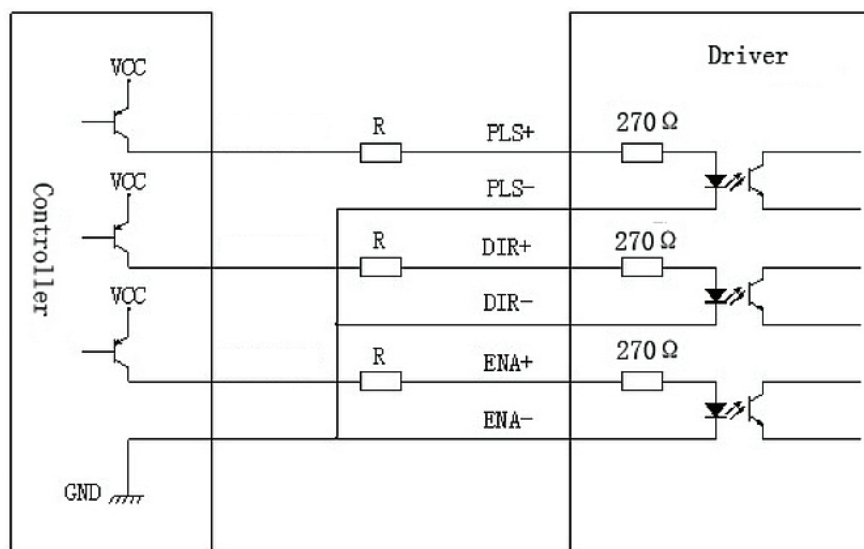 Driver
VCC
R
PLS+
270Ω
PLS-
VCC
Controller
R
DIR+
270Ω
DIR-
VCC
R
ENA+
270Ω
ENA-
GND